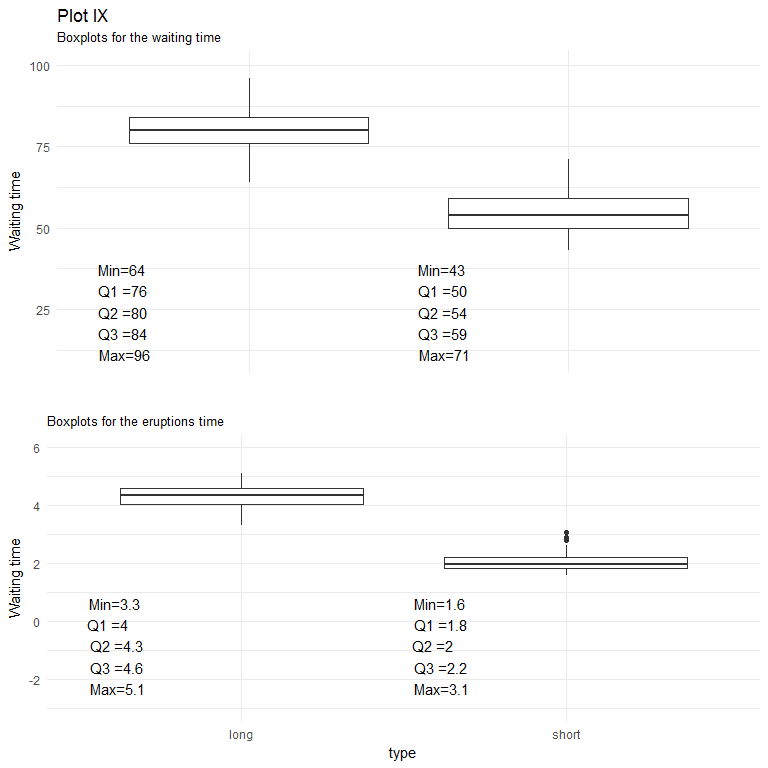 Plot IX
Boxplots for the waiting time
100
75
50
25
Waiting time
Min=64
Q1 =76
Q2 =80
Q3 =84
Max=96
Min=43
Q1 =50
Q2 =54
Q3 =59
Max=71
Boxplots for the eruptions time
6
4
2
0
-2
Waiting time
Min=3.3
Q1 =4
Q2 =4.3
Q3 =4.6
Max=5.1
Min=1.6
Q1 =1.8
Q2 =2
Q3 =2.2
Max=3.1
long
short
type